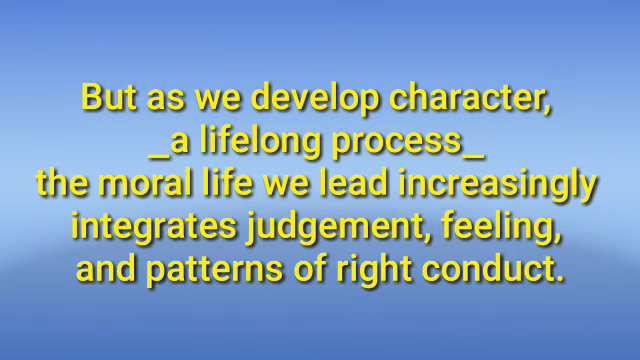 But as we develop character,
_a lifelong process_
the moral life we lead increasingly
integrates judgement, feeling,
and patterns of right conduct.